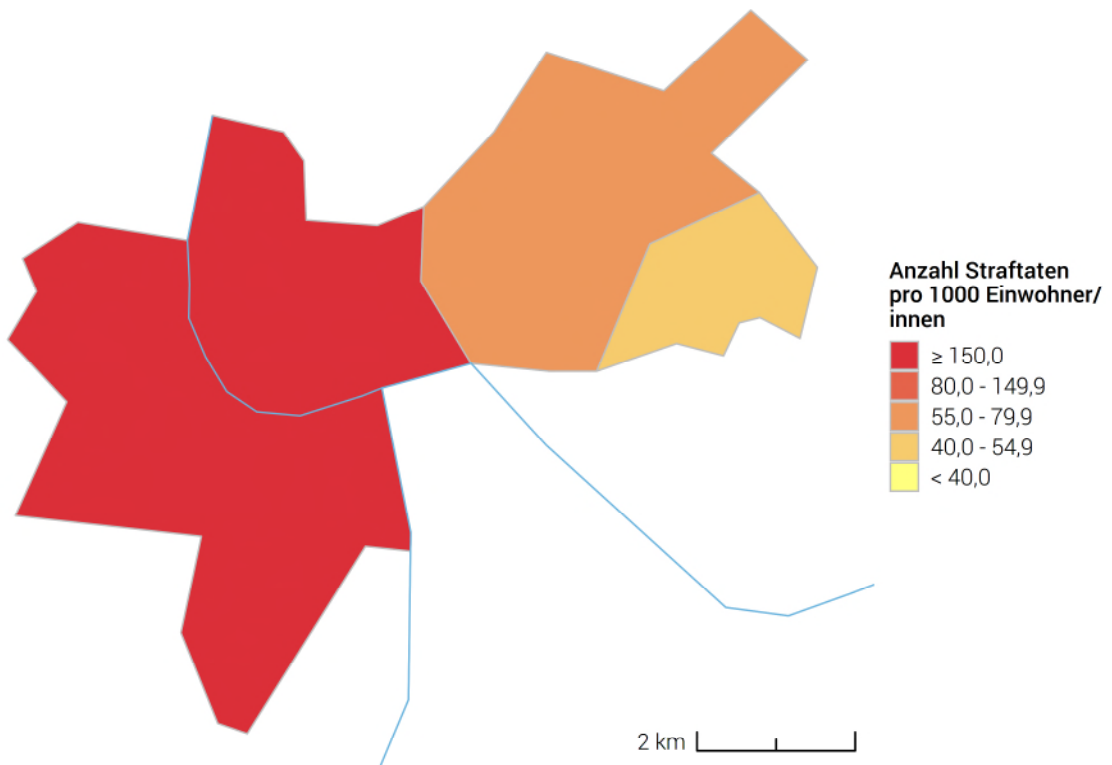 Anzahl Straftaten
pro 1000 Einwohner/
innen
≥ 150,0
80,0 - 149,9
55,0 - 79,9
40,0 - 54,9
< 40,0
2 km